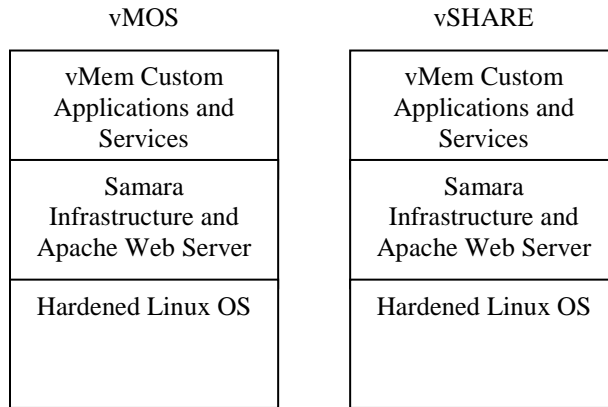 vMOS
vMem Custom
Applications and
Services
Samara
Infrastructure and
Apache Web Server
Hardened Linux OS
vSHARE
vMem Custom
Applications and
Services
Samara
Infrastructure and
Apache Web Server
Hardened Linux OS